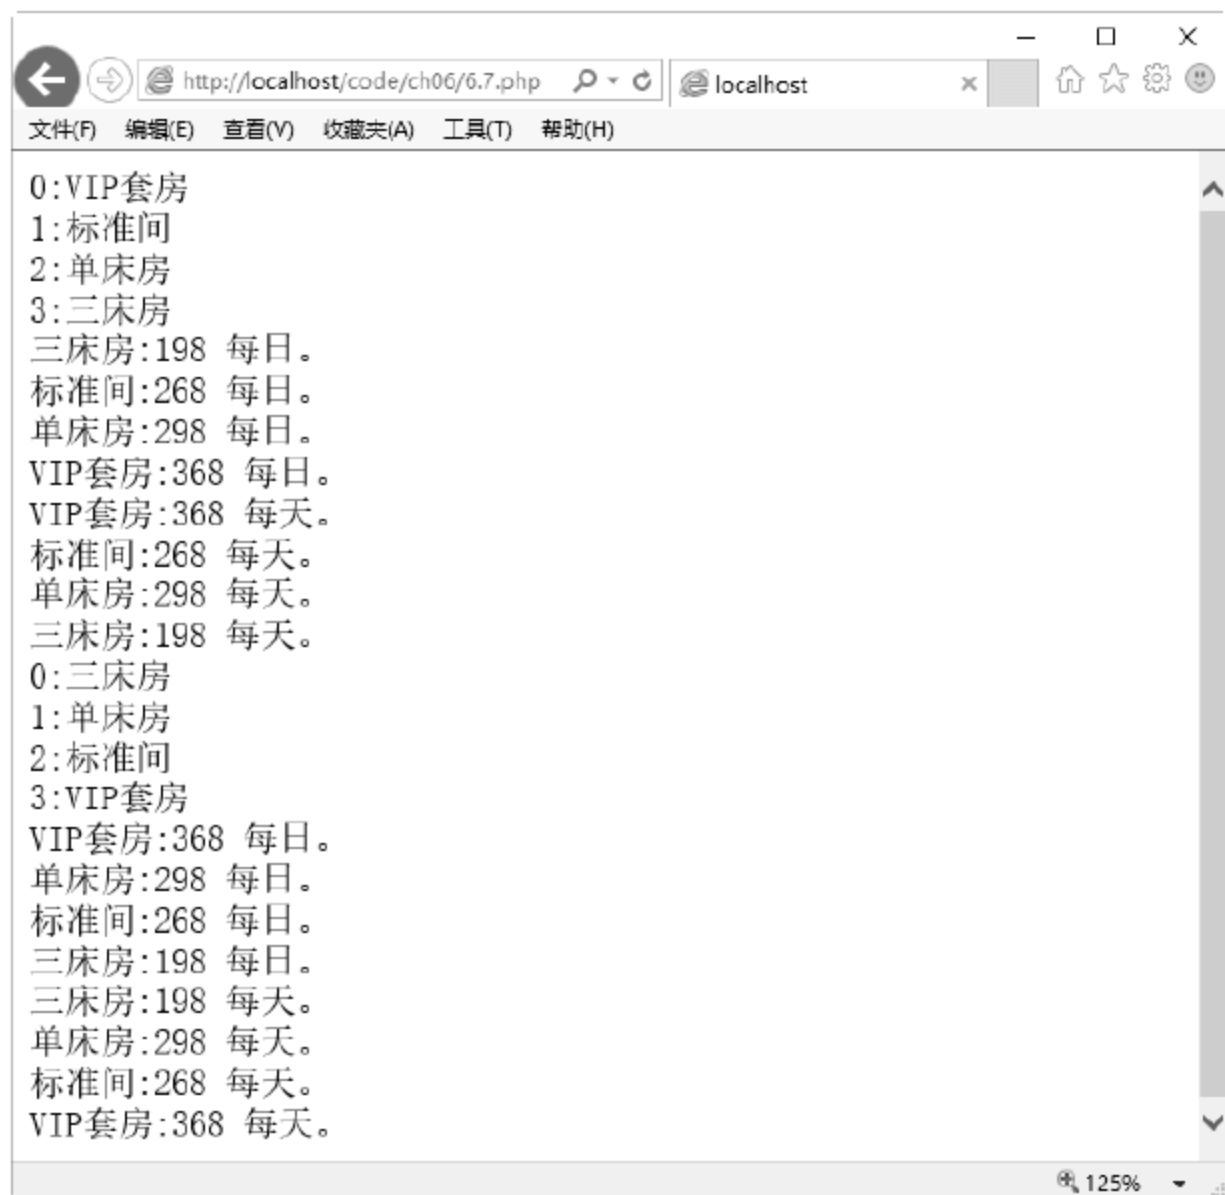 http://localhost/code/ch06/6.7.php
localhost
文件(F) 编辑(E) 查看(V) 收藏夹(A) 工具(T) 帮助(H)
0:VIP套房
1:标准间
2:单床房
3:三床房
三床房:198 每日。
标准间:268 每日。
单床房:298 每日。
VIP套房:368 每日。
VIP套房:368 每天。
标准间:268 每天。
单床房:298 每天。
三床房:198 每天。
0:三床房
1:单床房
2:标准间
3:VIP套房
VIP套房:368 每日。
单床房:298 每日。
标准间:268 每日。
三床房:198 每日。
三床房:198 每天。
单床房:298 每天。
标准间:268 每天。
VIP套房:368 每天。
125%